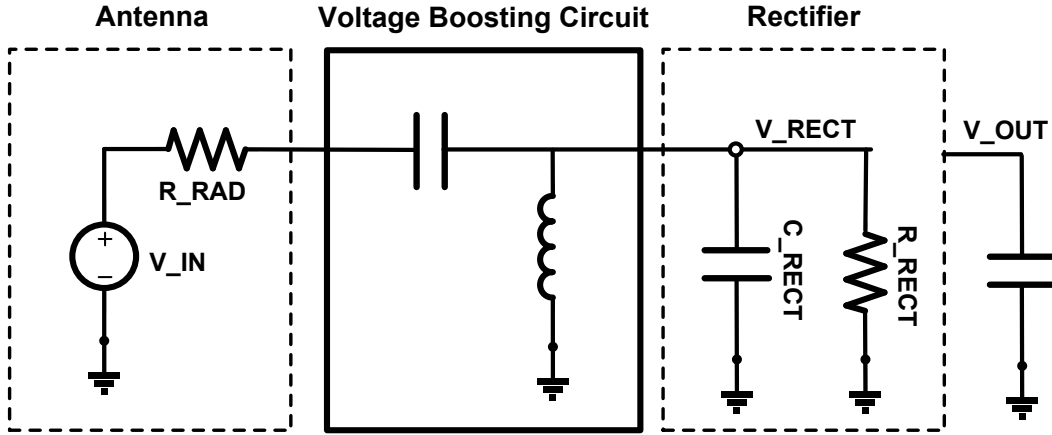 Antenna
Voltage Boosting Circuit
Rectifier
V_RECT
V_OUT
R_RAD
V_IN
+
−
C_RECT
R_RECT